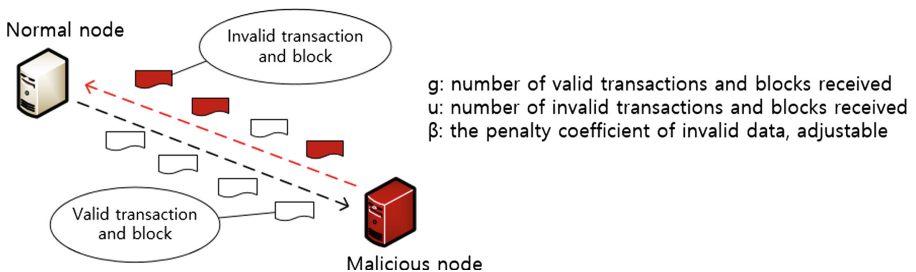 Normal node
Invalid transaction
and block
g: number of valid transactions and blocks received
u: number of invalid transactions and blocks received
β: the penalty coefficient of invalid data, adjustable
Valid transaction
and block
Malicious node